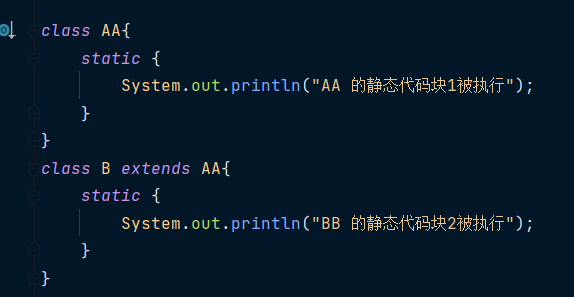 class AA{
    static {
        System.out.println("AA 的静态代码块1被执行");
    }
}
class B extends AA{
    static {
        System.out.println("BB 的静态代码块2被执行");
    }
}